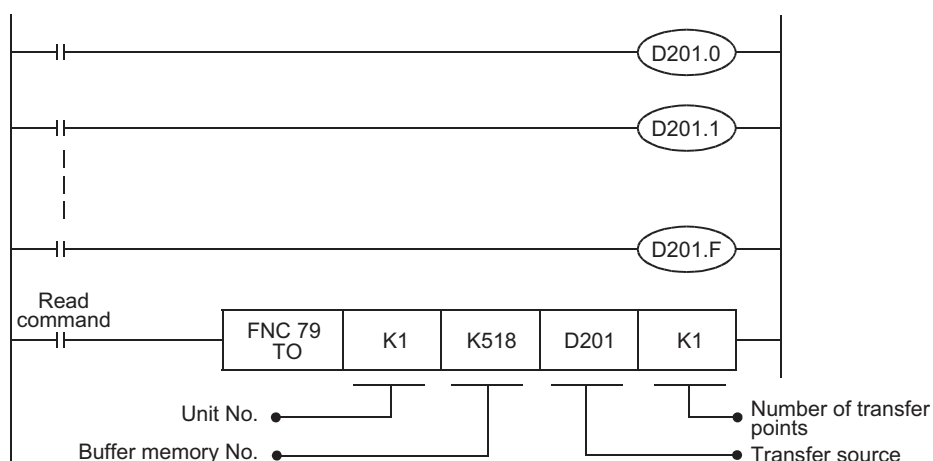 D201.0
D201.1
D201.F
Read
command
FNC 79
TO
K1
K518
D201
K1
Unit No.
Number of transfer
points
Buffer memory No.
Transfer source